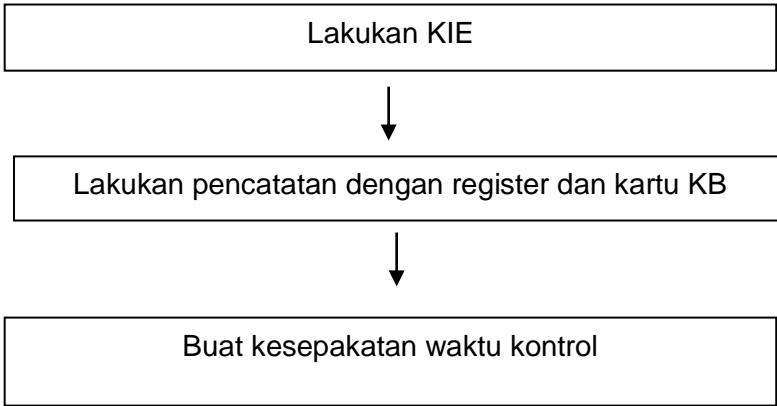 Lakukan KIE
Lakukan pencatatan dengan register dan kartu KB
Buat kesepakatan waktu kontrol